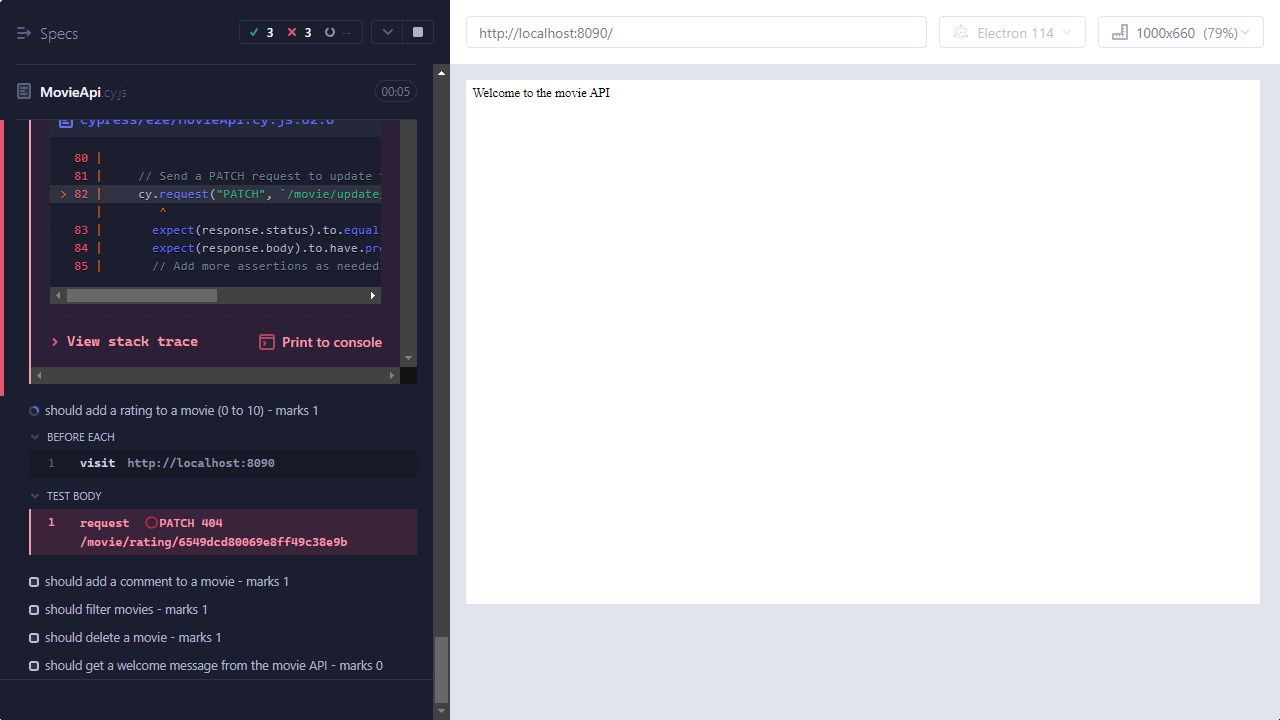 Specs
3 3 --
MovieApi.cy.js
00:05
cypress/e2e/MovieApi.cy.js:82:8
80 |
81 | // Send a PATCH request to update
> 82 | cy.request("PATCH", `/movie/update
| ^
83 | expect(response.status).to.equal
84 | expect(response.body).to.have.pr
85 | // Add more assertions as needed
> View stack trace
Print to console
should add a rating to a movie (0 to 10) - marks 1
BEFORE EACH
1 visit http://localhost:8090
TEST BODY
1 request PATCH 404
/movie/rating/6549dcd80069e8ff49c38e9b
should add a comment to a movie - marks 1
should filter movies - marks 1
should delete a movie - marks 1
should get a welcome message from the movie API - marks 0
http://localhost:8090/
Electron 114
1000x660 (79%)
Welcome to the movie API